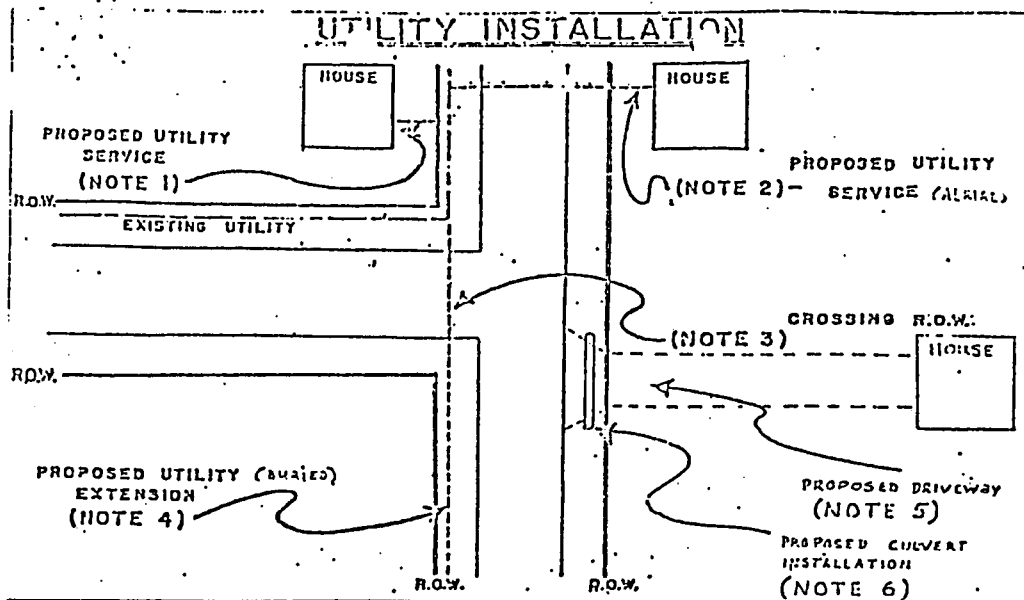 UTILITY INSTALLATION
HOUSE
HOUSE
PROPOSED UTILITY
SERVICE
(NOTE 1)
PROPOSED UTILITY
(NOTE 2)- SERVICE (AERIAL)
R.O.W.
EXISTING UTILITY
CROSSING R.O.W.
(NOTE 3)
HOUSE
R.O.W.
PROPOSED UTILITY (BURIED)
EXTENSION
(NOTE 4)
PROPOSED DRIVEWAY
(NOTE 5)
PROPOSED CULVERT
INSTALLATION
(NOTE 6)
R.O.W.
R.O.W.